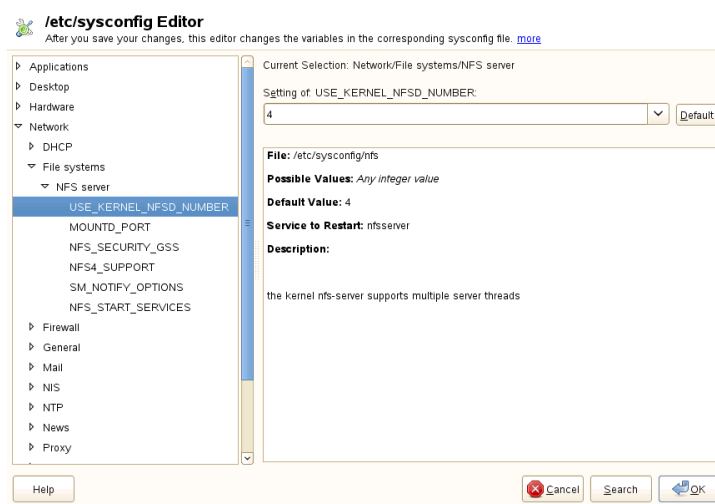 /etc/sysconfig Editor
After you save your changes, this editor changes the variables in the corresponding sysconfig file. more
Applications
Desktop
Hardware
Network
DHCP
File systems
NFS server
USE_KERNEL_NFSD_NUMBER
MOUNTD_PORT
NFS_SECURITY_GSS
NFS4_SUPPORT
SM_NOTIFY_OPTIONS
NFS_START_SERVICES
Firewall
General
Mail
NIS
NTP
News
Proxy
Current Selection: Network/File systems/NFS server
Setting of: USE_KERNEL_NFSD_NUMBER:
4
Default
File: /etc/sysconfig/nfs
Possible Values: Any integer value
Default Value: 4
Service to Restart: nfsserver
Description:
the kernel nfs-server supports multiple server threads
Help
Cancel
Search
OK